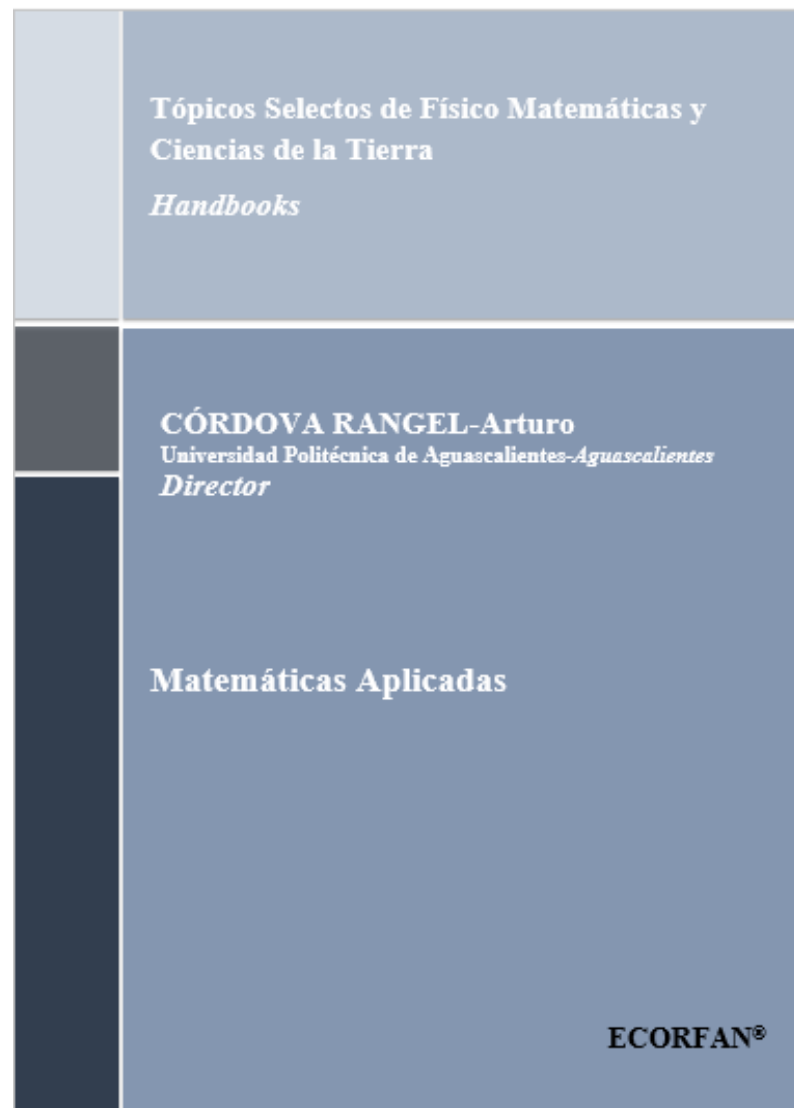 Tópicos Selectos de Físico Matemáticas y
Ciencias de la Tierra
Handbooks
CÓRDOVA RANGEL-Arturo
Universidad Politécnica de Aguascalientes-Aguascalientes
Director
Matemáticas Aplicadas
ECORFAN®